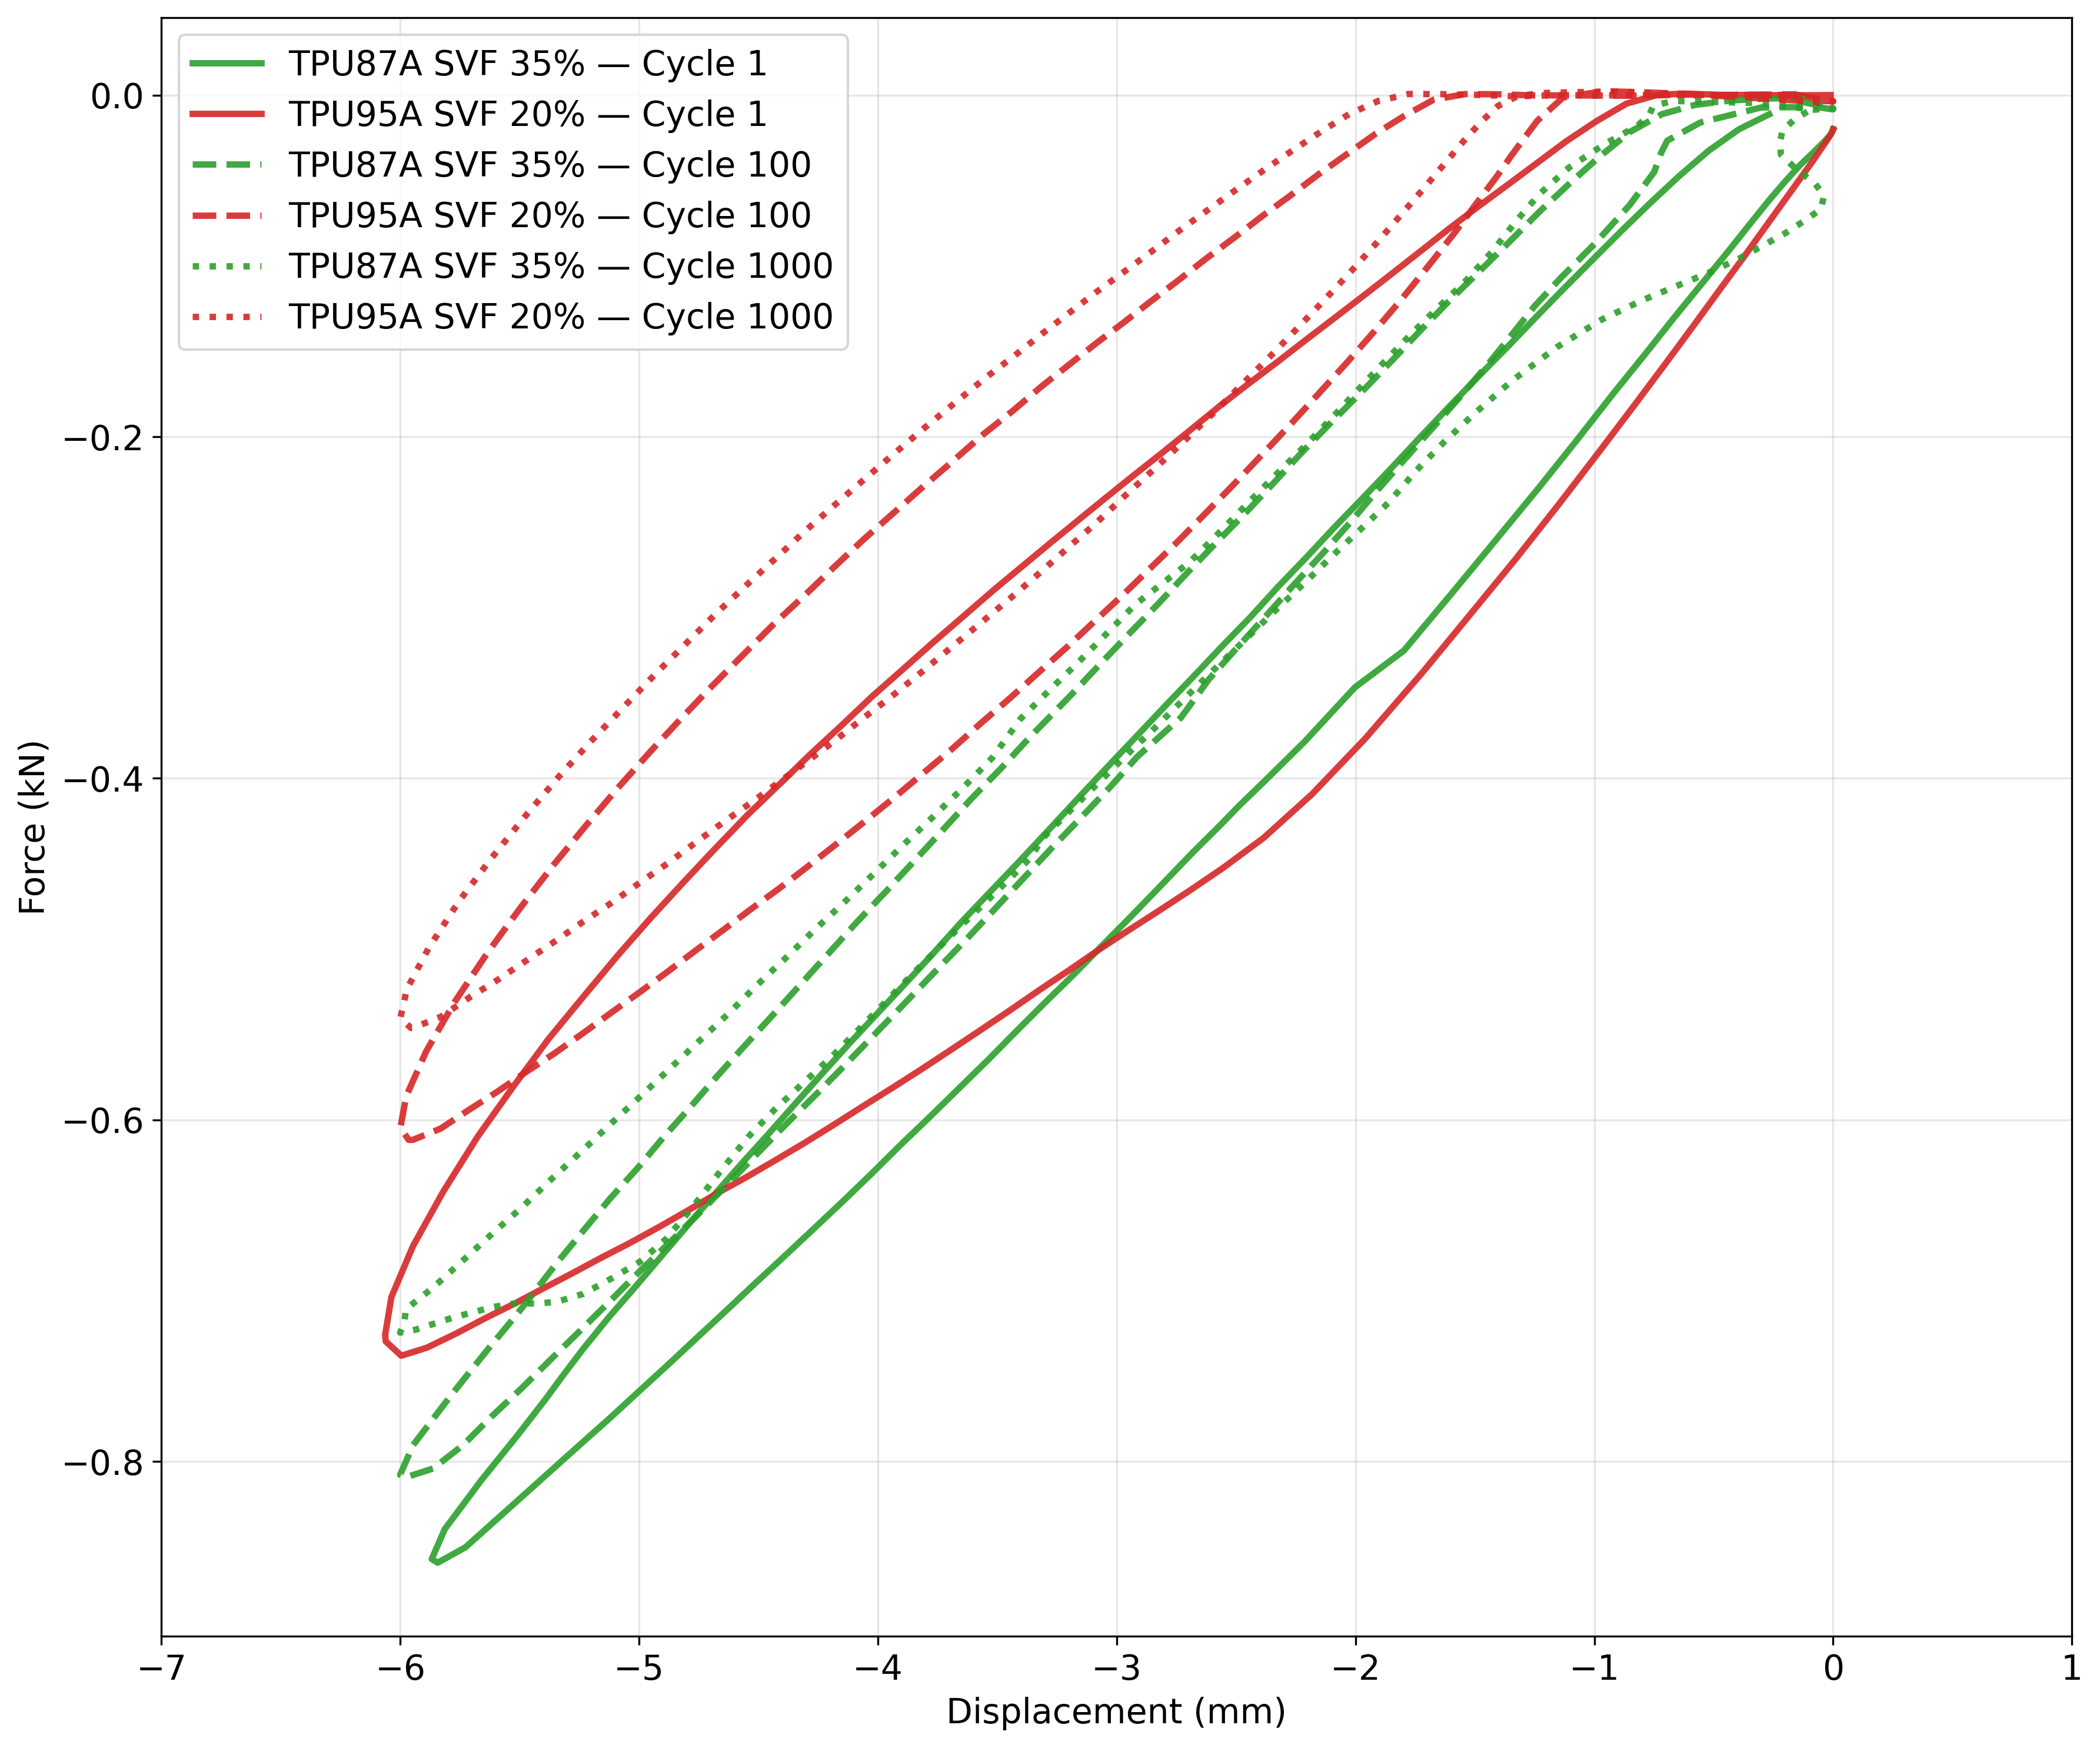 TPU87A SVF 35% — Cycle 1
TPU95A SVF 20% — Cycle 1
TPU87A SVF 35% — Cycle 100
TPU95A SVF 20% — Cycle 100
TPU87A SVF 35% — Cycle 1000
TPU95A SVF 20% — Cycle 1000
0.0
−0.2
−0.4
−0.6
−0.8
Force (kN)
−7 −6 −5 −4 −3 −2 −1 0 1
Displacement (mm)